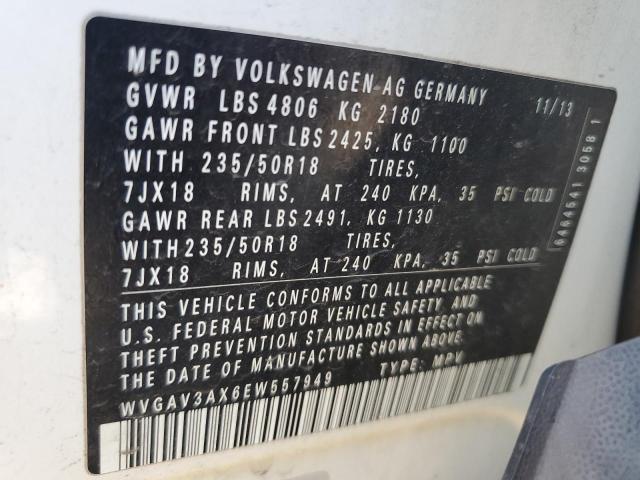 MFD BY VOLKSWAGEN AG GERMANY 11/13
GVWR LBS 4806 KG 2180
GAWR FRONT LBS 2425, KG 1100
WITH 235/50R18 TIRES,
7JX18 RIMS, AT 240 KPA, 35 PSI COLD
GAWR REAR LBS 2491, KG 1130
WITH 235/50R18 TIRES,
7JX18 RIMS, AT 240 KPA, 35 PSI COLD
THIS VEHICLE CONFORMS TO ALL APPLICABLE
U.S. FEDERAL MOTOR VEHICLE SAFETY AND
THEFT PREVENTION STANDARDS IN EFFECT ON
THE DATE OF MANUFACTURE SHOWN ABOVE.
WVGAV3AX6EW557949 TYPE: MPV
6464541 3058 1